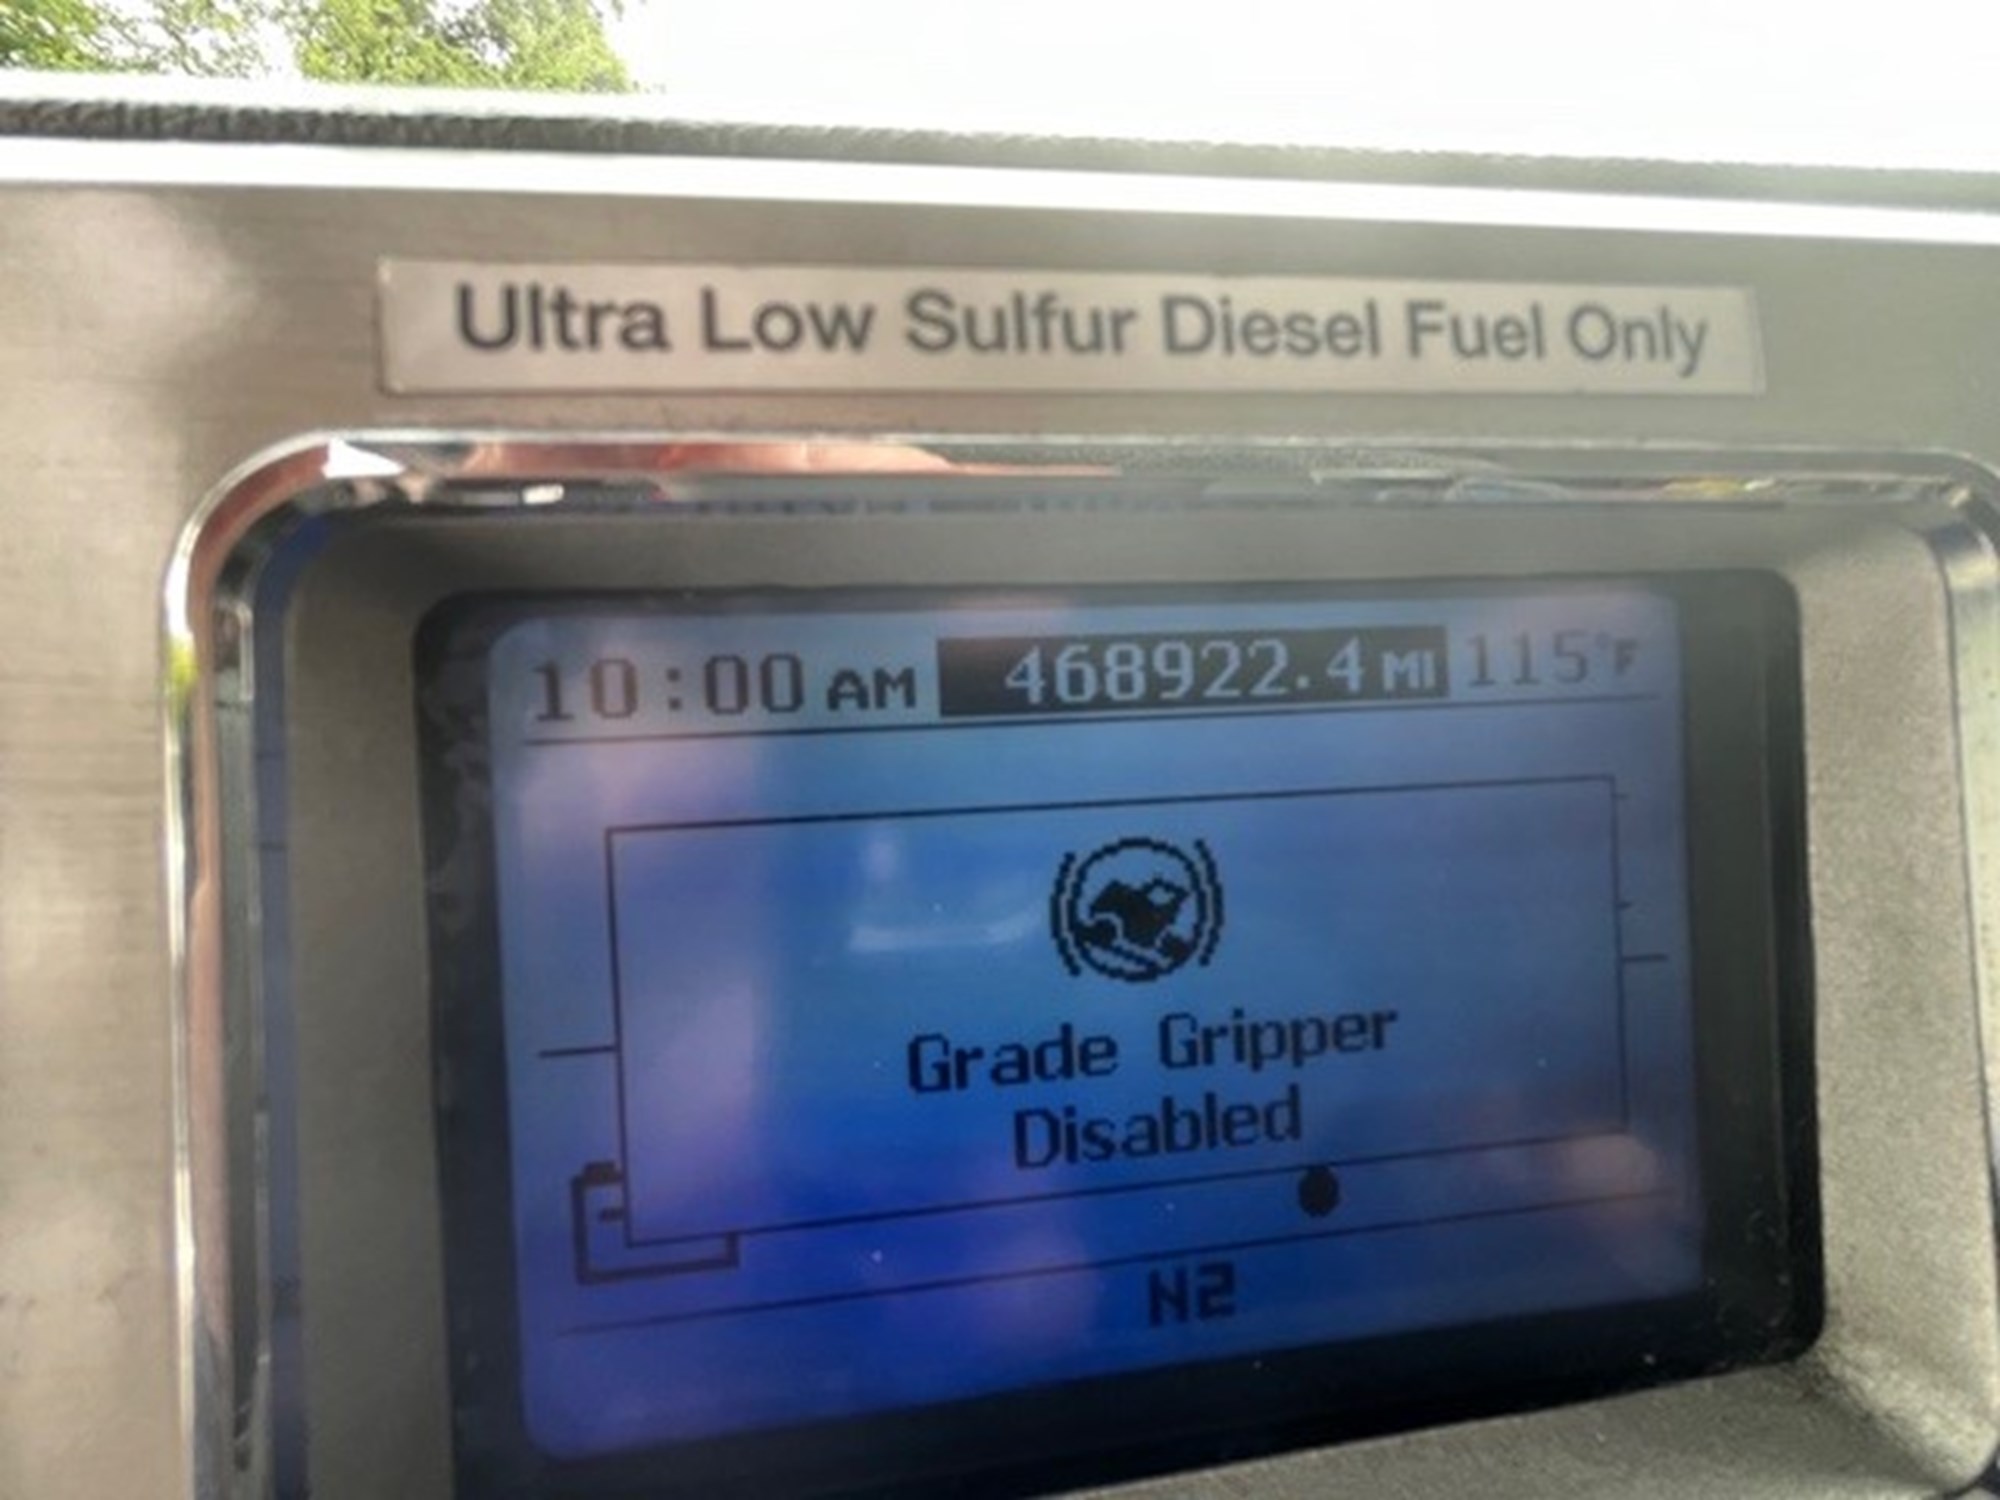 Ultra Low Sulfur Diesel Fuel Only
10:00 AM 468922.4 MI 115°F
Grade Gripper
Disabled
N2